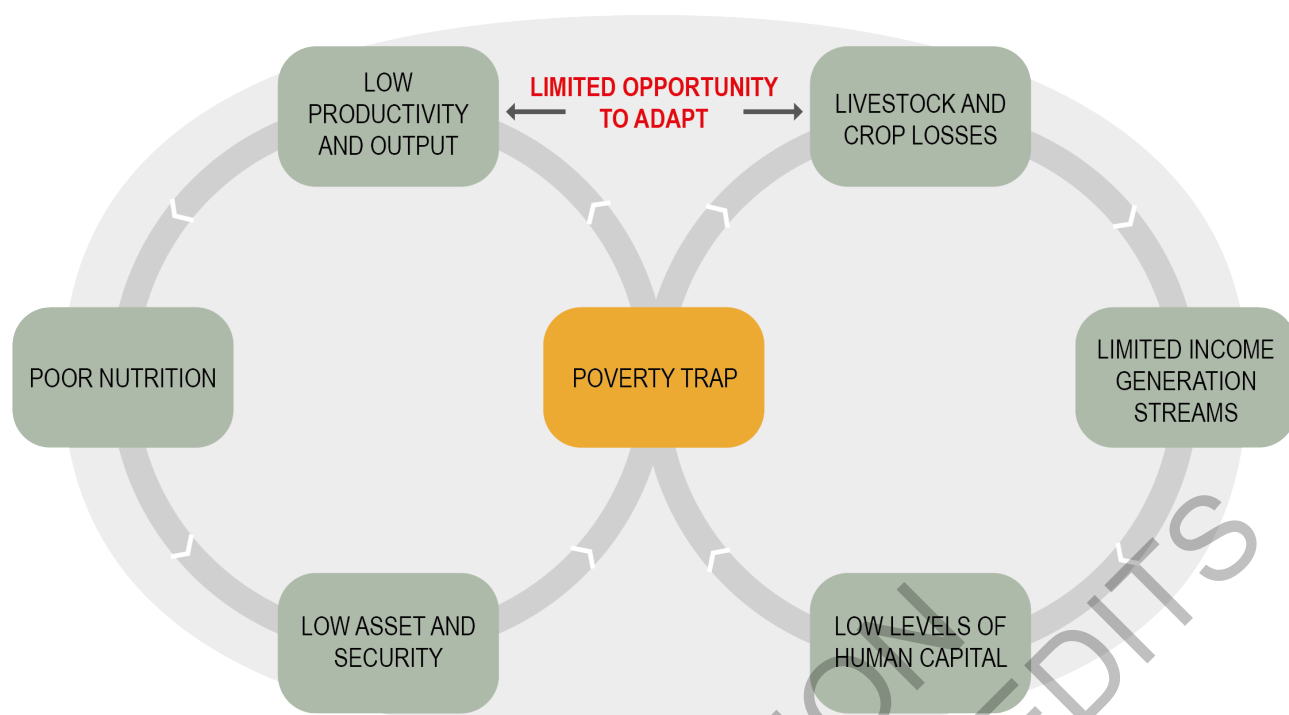 LOW
PRODUCTIVITY
AND OUTPUT
LIMITED OPPORTUNITY
TO ADAPT
LIVESTOCK AND
CROP LOSSES
POOR NUTRITION
POVERTY TRAP
LIMITED INCOME
GENERATION
STREAMS
LOW ASSET AND
SECURITY
LOW LEVELS OF
HUMAN CAPITAL